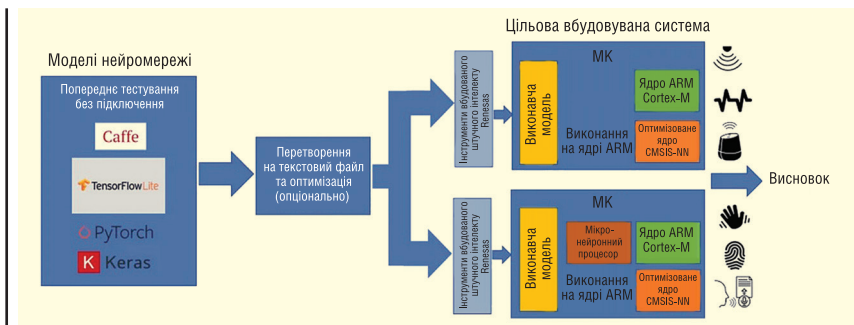 Моделі нейромережі
Попереднє тестування
без підключення
Caffe
TensorFlow Lite
PyTorch
K Keras
Перетворення
на текстовий файл
та оптимізація
(опціонально)
Інструменти вбудованого
штучного інтелекту
Renesas
Цільова вбудовувана система
МК
Виконавча
модель
Ядро ARM
Cortex-M
Виконання
на ядрі ARM
Оптимізоване
ядро
CMSIS-NN
Інструменти вбудованого
штучного інтелекту
Renesas
МК
Виконавча
модель
Мікро-
нейронний
процесор
Ядро ARM
Cortex-M
Виконання
на ядрі ARM
Оптимізоване
ядро
CMSIS-NN
Висновок